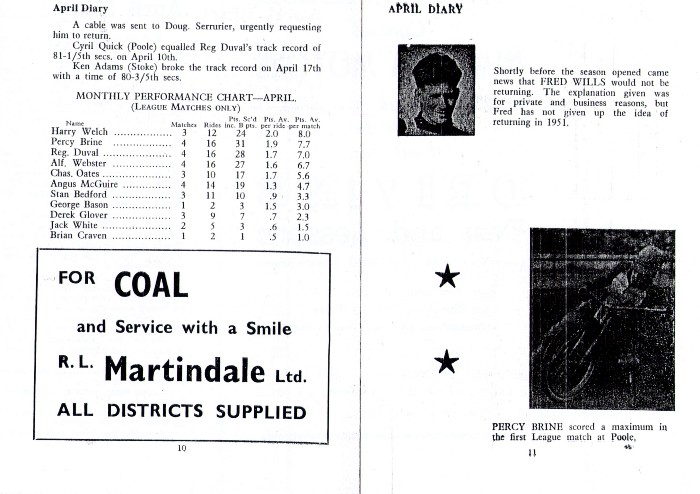 April Diary
A cable was sent to Doug. Serrurier, urgently requesting
him to return.
Cyril Quick (Poole) equalled Reg Duval's track record of
81-1/5th secs. on April 10th.
Ken Adams (Stoke) broke the track record on April 17th
with a time of 80-3/5th secs.
MONTHLY PERFORMANCE CHART—APRIL.
(LEAGUE MATCHES ONLY)
Name Matches Rides Pts. Sc'd inc. B pts. Pts. Av. per ride Pts. Av. per match
Harry Welch .................. 3 12 24 2.0 8.0
Percy Brine .................. 4 16 31 1.9 7.7
Reg. Duval .................. 4 16 28 1.7 7.0
Alf. Webster .................. 4 16 27 1.6 6.7
Chas. Oates .................. 3 10 17 1.7 5.6
Angus McGuire .............. 4 14 19 1.3 4.7
Stan Bedford .................. 3 11 10 .9 3.3
George Bason .................. 1 2 3 1.5 3.0
Derek Glover .................. 3 9 7 .7 2.3
Jack White .................. 2 5 3 .6 1.5
Brian Craven .................. 1 2 1 .5 1.0
FOR COAL
and Service with a Smile
R. L. Martindale Ltd.
ALL DISTRICTS SUPPLIED
10
APRIL DIARY
Shortly before the season opened came
news that FRED WILLS would not be
returning. The explanation given was
for private and business reasons, but
Fred has not given up the idea of
returning in 1951.
PERCY BRINE scored a maximum in
the first League match at Poole.
11